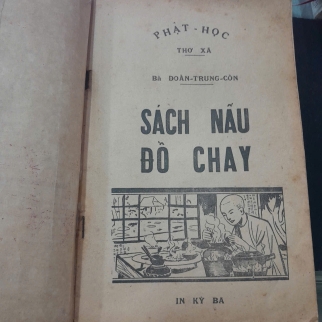 PHẬT-HỌC
THƠ XÃ
BÀ ĐOÀN-TRUNG-CÒN
SÁCH NẤU
ĐỒ CHAY
IN KỲ BA